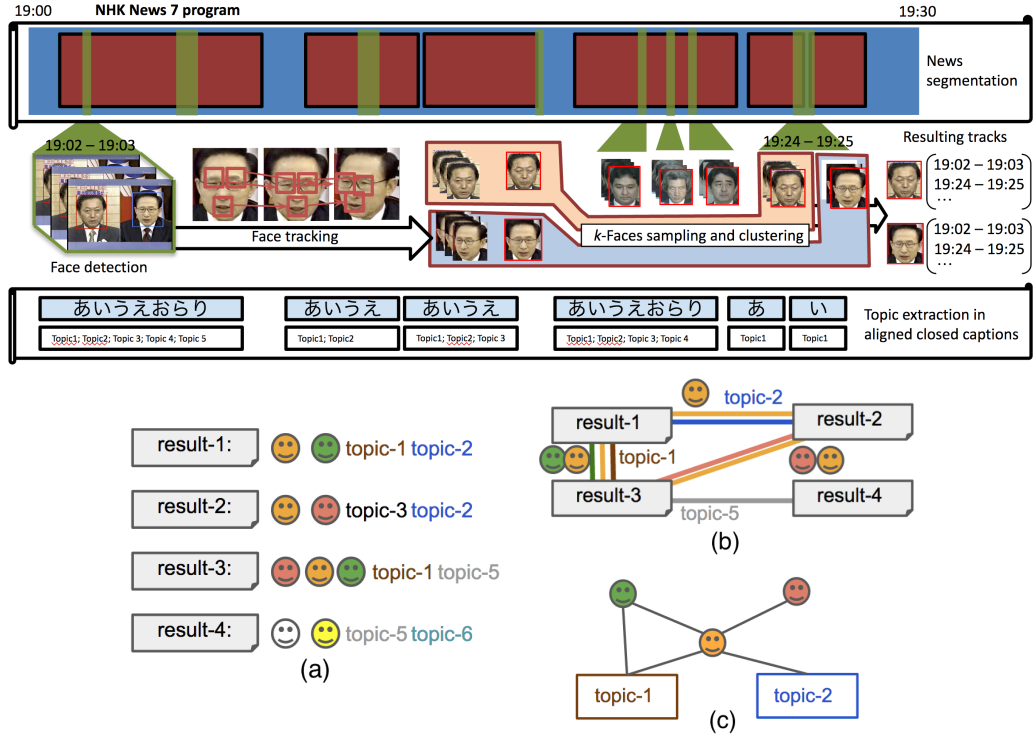 19:00
NHK News 7 program
19:30
News
segmentation
19:02 – 19:03
19:24 – 19:25
Resulting tracks
19:02 – 19:03
19:24 – 19:25
...
Face tracking
k-Faces sampling and clustering
19:02 – 19:03
19:24 – 19:25
...
Face detection
あいうえおらり
あいうえ
あいうえ
あいうえおらり
あ
い
Topic extraction in
aligned closed captions
Topic1; Topic2; Topic 3; Topic 4; Topic 5
Topic1; Topic2
Topic1; Topic2; Topic 3
Topic1; Topic2; Topic 3; Topic 4
Topic1
Topic1
result-1:
topic-1 topic-2
result-2:
topic-3 topic-2
result-3:
topic-1 topic-5
result-4:
topic-5 topic-6
(a)
topic-2
result-1
result-2
topic-1
result-3
result-4
topic-5
(b)
topic-1
topic-2
(c)